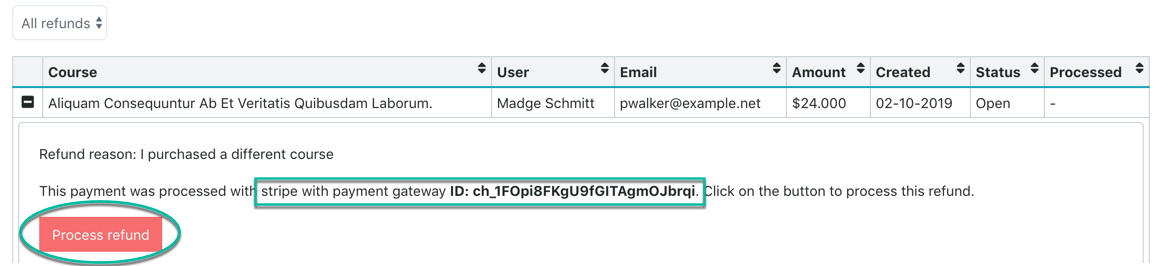 All refunds
Course User Email Amount Created Status Processed
Aliquam Consequuntur Ab Et Veritatis Quibusdam Laborum. Madge Schmitt pwalker@example.net $24.000 02-10-2019 Open -
Refund reason: I purchased a different course
This payment was processed with stripe with payment gateway ID: ch_1FOpi8FKgU9fGITAgmOJbrqi. Click on the button to process this refund.
Process refund